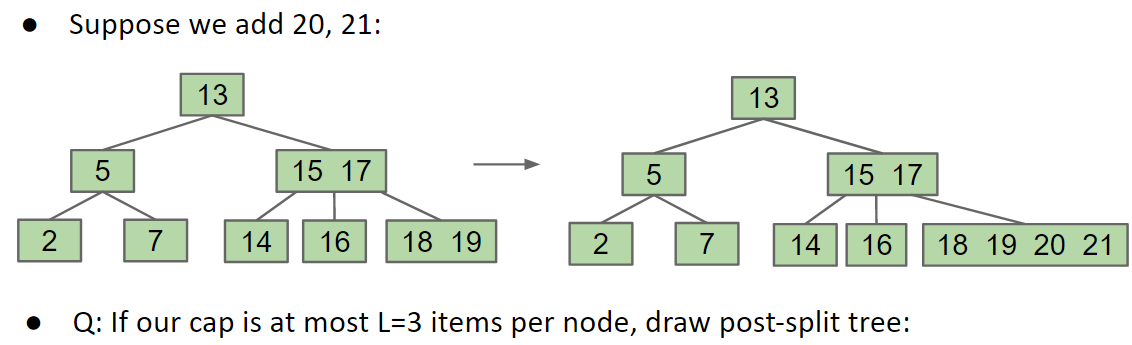 ● Suppose we add 20, 21:
13 13
5 15 17 5 15 17
2 7 14 16 18 19 2 7 14 16 18 19 20 21
● Q: If our cap is at most L=3 items per node, draw post-split tree: